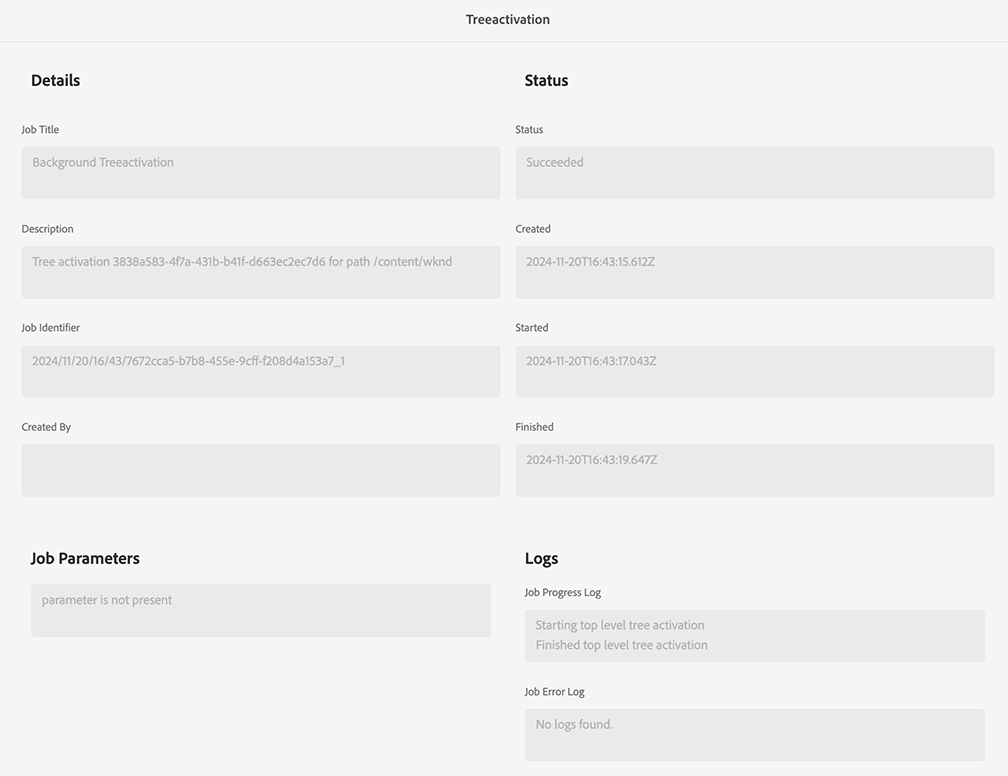 Treeactivation
Details
Job Title
Background Treeactivation
Description
Tree activation 3838a583-4f7a-431b-b41f-d663ec2ec7d6 for path /content/wknd
Job Identifier
2024/11/20/16/43/7672cca5-b7b8-455e-9cff-f208d4a153a7_1
Created By
Status
Status
Succeeded
Created
2024-11-20T16:43:15.612Z
Started
2024-11-20T16:43:17.043Z
Finished
2024-11-20T16:43:19.647Z
Job Parameters
parameter is not present
Logs
Job Progress Log
Starting top level tree activation
Finished top level tree activation
Job Error Log
No logs found.